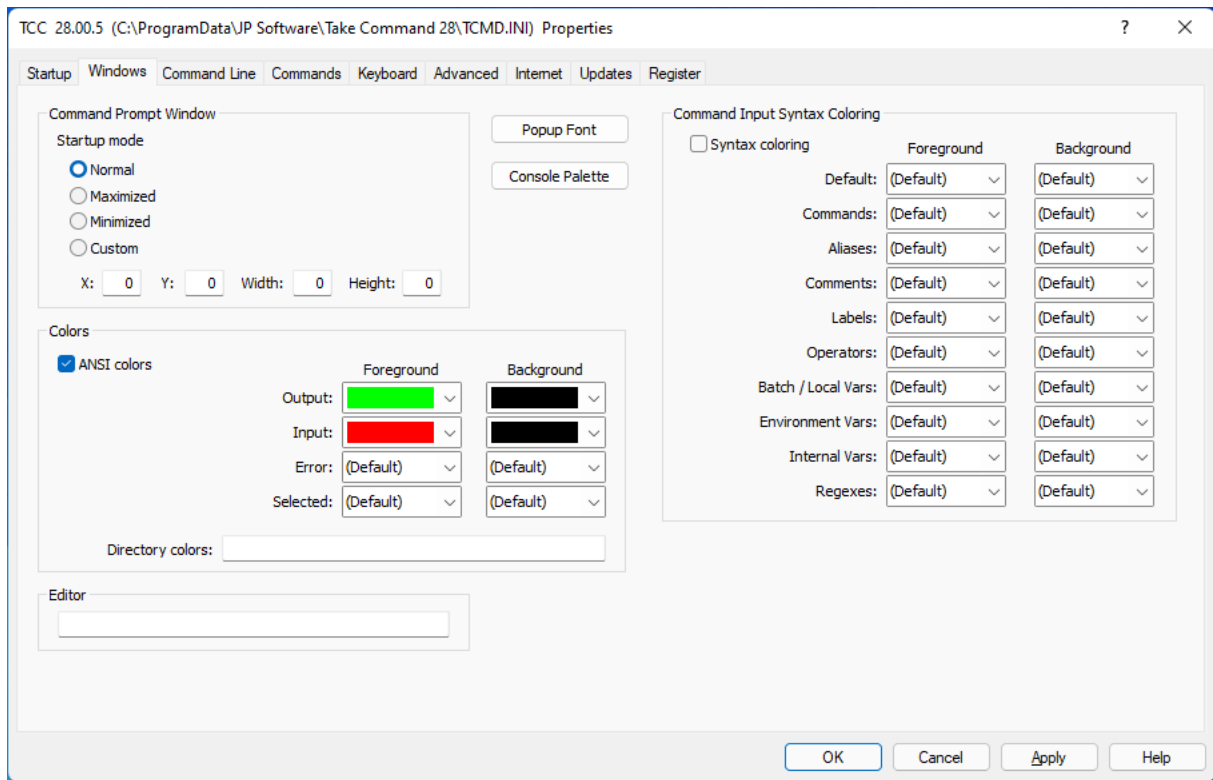 TCC 28.00.5 (C:\ProgramData\JP Software\Take Command 28\TCMD.INI) Properties ? ×
Startup Windows Command Line Commands Keyboard Advanced Internet Updates Register
Command Prompt Window
Startup mode
Normal
Maximized
Minimized
Custom
X: 0 Y: 0 Width: 0 Height: 0
Popup Font
Console Palette
Colors
ANSI colors
Foreground Background
Output:
Input:
Error: (Default) (Default)
Selected: (Default) (Default)
Directory colors:
Editor
Command Input Syntax Coloring
Syntax coloring
Foreground Background
Default: (Default) (Default)
Commands: (Default) (Default)
Aliases: (Default) (Default)
Comments: (Default) (Default)
Labels: (Default) (Default)
Operators: (Default) (Default)
Batch / Local Vars: (Default) (Default)
Environment Vars: (Default) (Default)
Internal Vars: (Default) (Default)
Regexes: (Default) (Default)
OK Cancel Apply Help